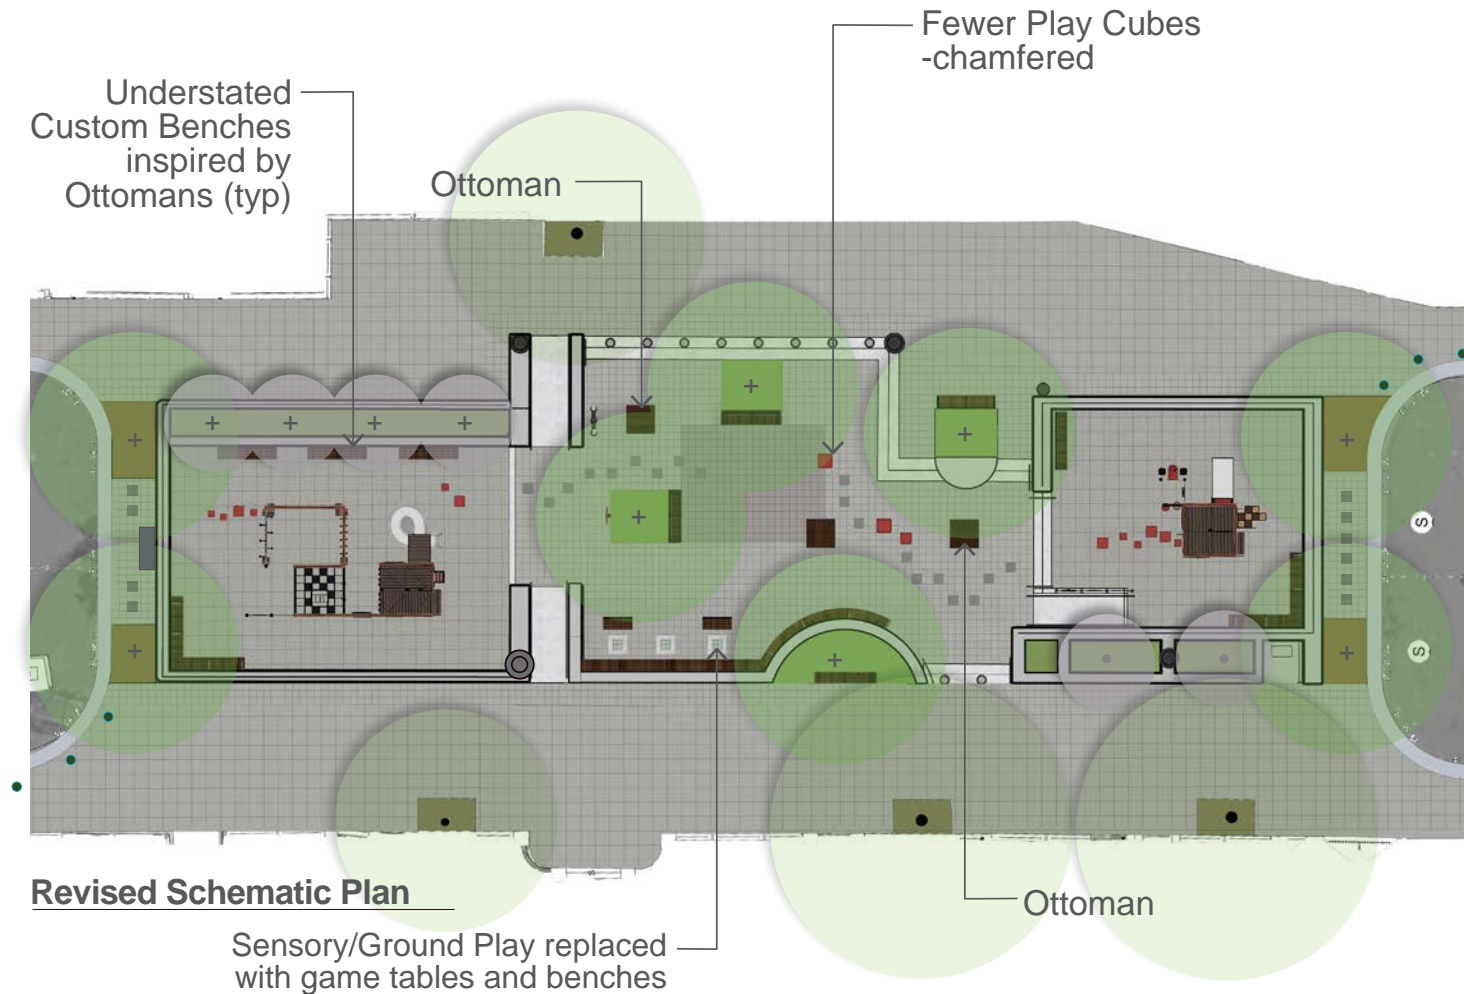 Fewer Play Cubes
-chamfered
Understated
Custom Benches
inspired by
Ottomans (typ)
Ottoman
S
S
Revised Schematic Plan
Ottoman
Sensory/Ground Play replaced
with game tables and benches